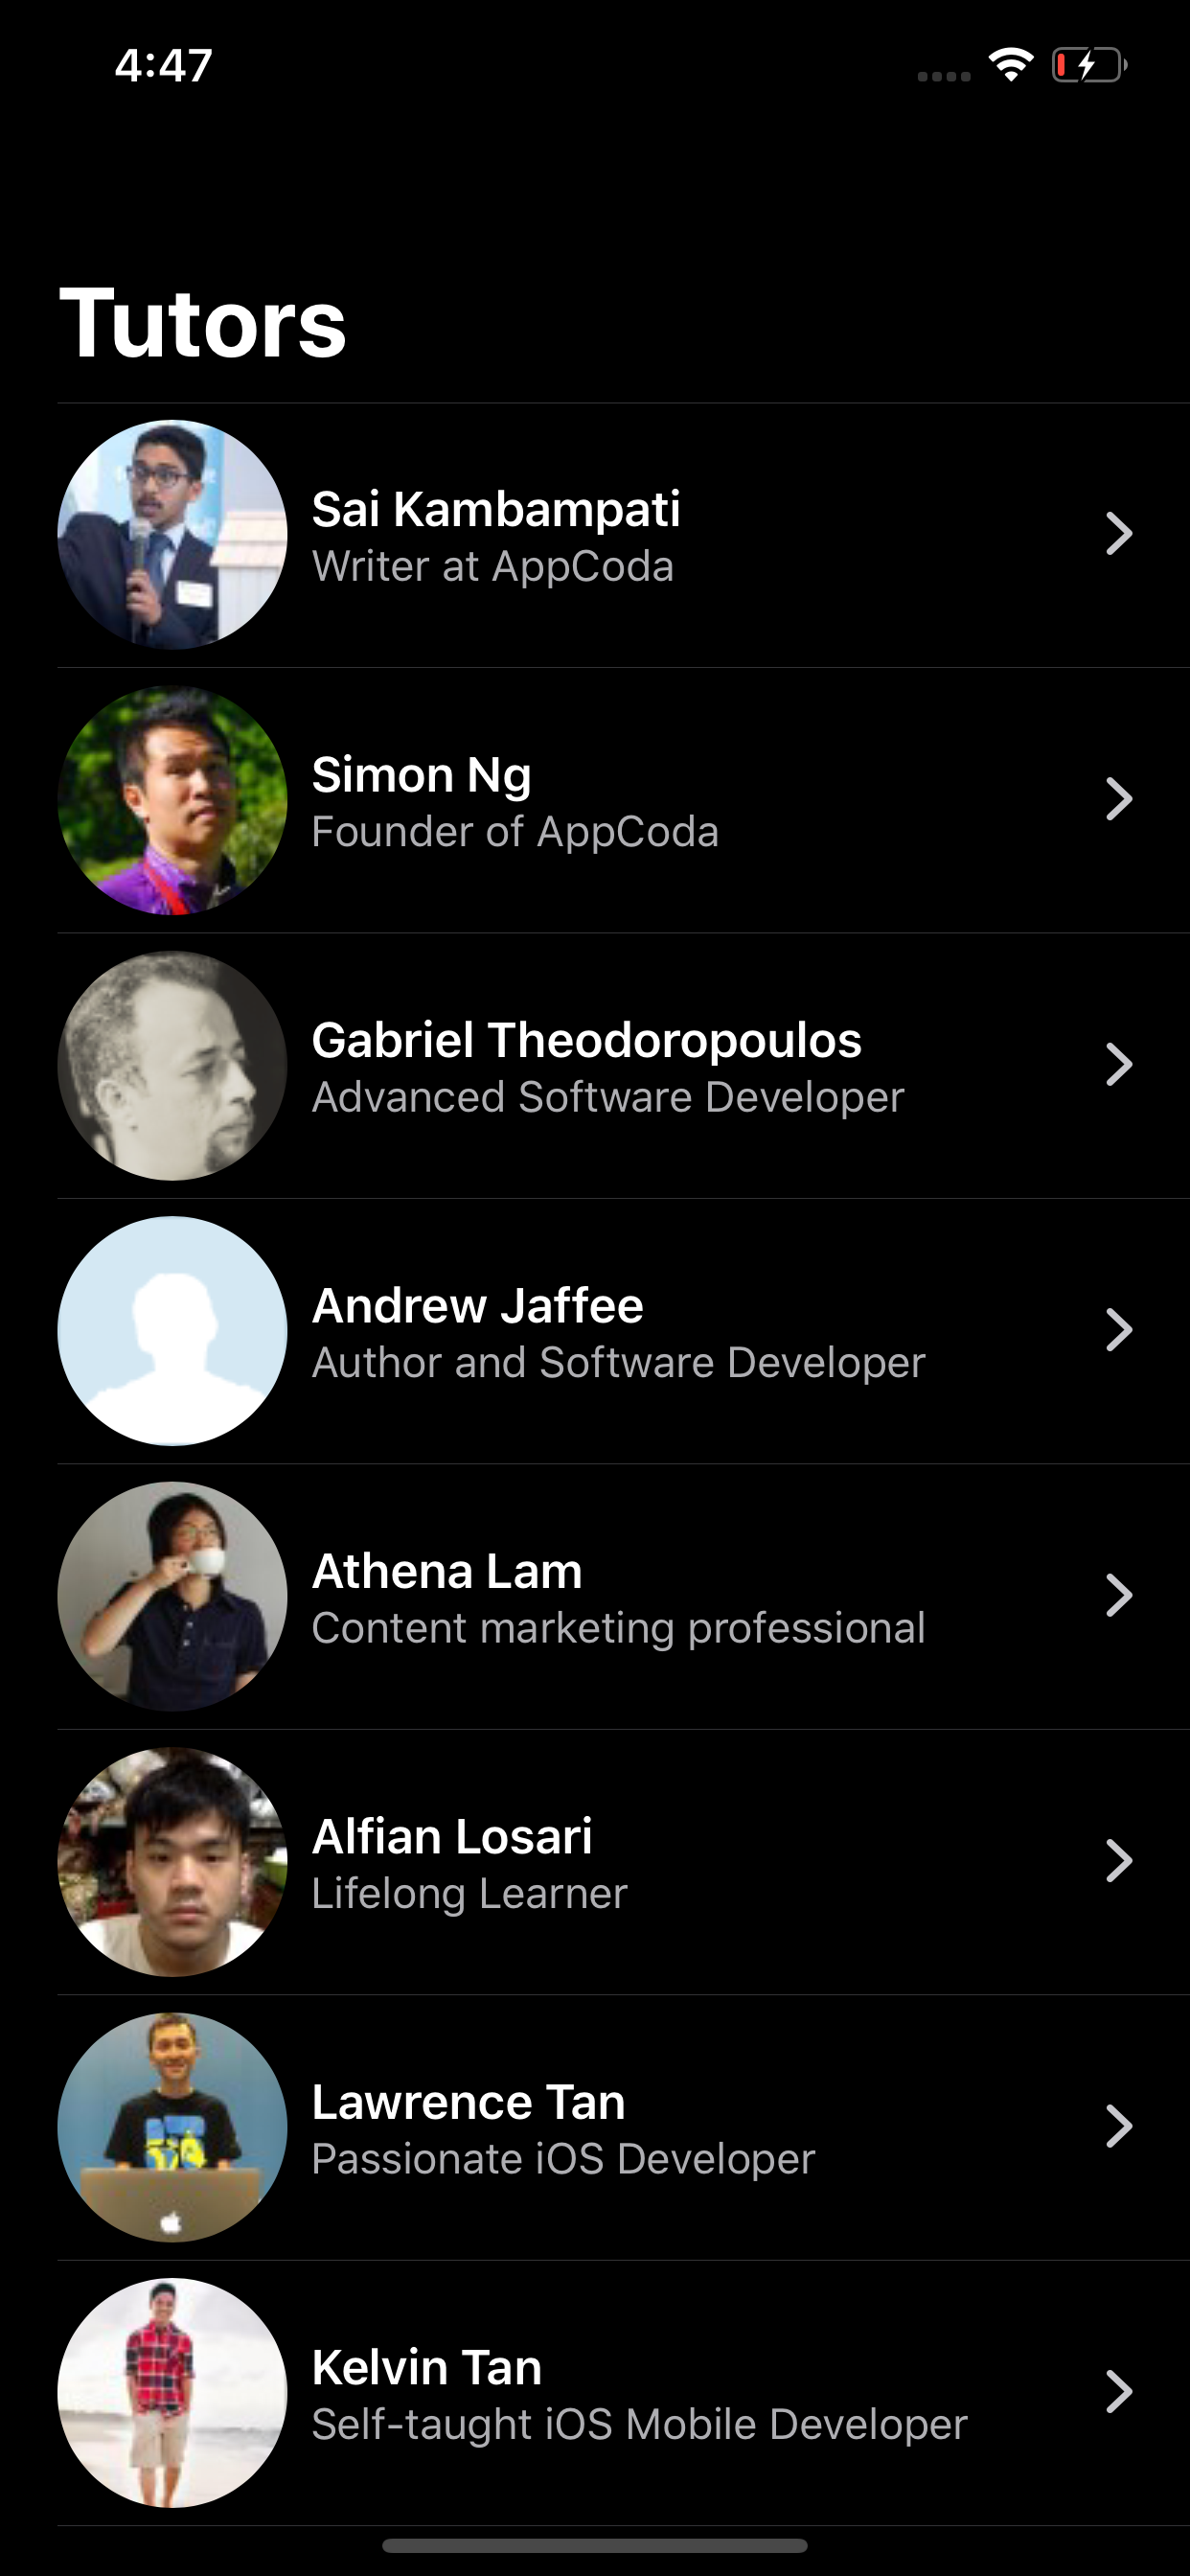 4:47
Tutors
Sai Kambampati
Writer at AppCoda
Simon Ng
Founder of AppCoda
Gabriel Theodoropoulos
Advanced Software Developer
Andrew Jaffee
Author and Software Developer
Athena Lam
Content marketing professional
Alfian Losari
Lifelong Learner
Lawrence Tan
Passionate iOS Developer
Kelvin Tan
Self-taught iOS Mobile Developer